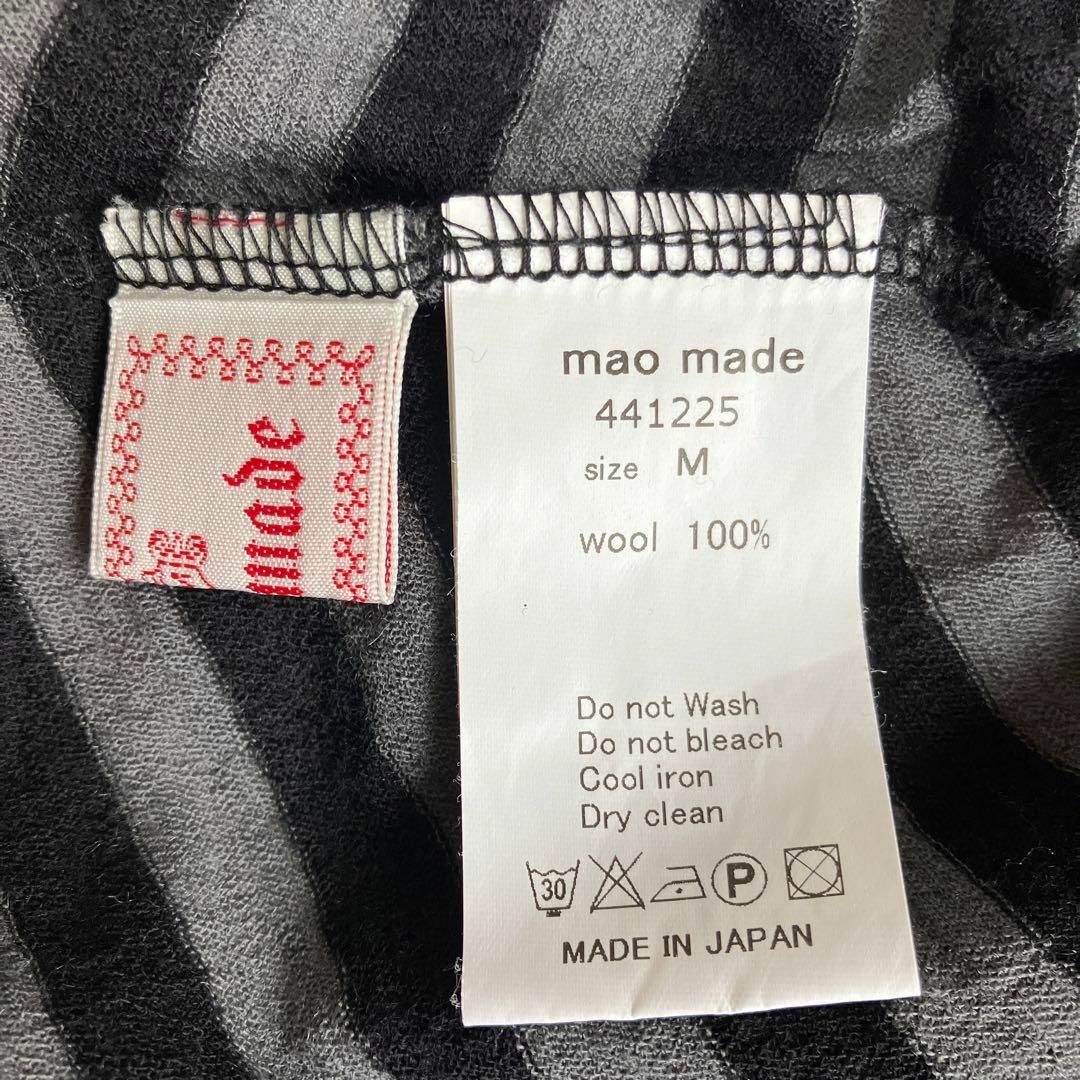 made
mao made
441225
size M
wool 100%
Do not Wash
Do not bleach
Cool iron
Dry clean
30 P
MADE IN JAPAN